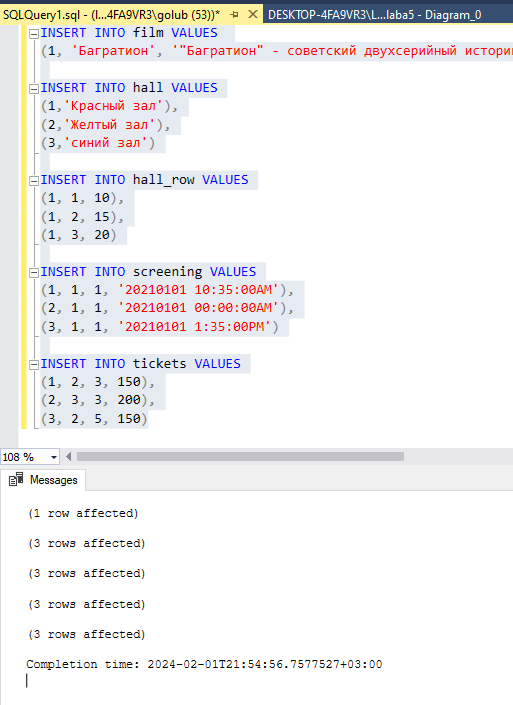 SQLQuery1.sql - (l...4FA9VR3\golub (53))* DESKTOP-4FA9VR3\L...laba5 - Diagram_0
INSERT INTO film VALUES
(1, 'Багратион', '"Багратион" - советский двухсерийный истори
INSERT INTO hall VALUES
(1,'Красный зал'),
(2,'Желтый зал'),
(3,'синий зал')
INSERT INTO hall_row VALUES
(1, 1, 10),
(1, 2, 15),
(1, 3, 20)
INSERT INTO screening VALUES
(1, 1, 1, '20210101 10:35:00AM'),
(2, 1, 1, '20210101 00:00:00AM'),
(3, 1, 1, '20210101 1:35:00PM')
INSERT INTO tickets VALUES
(1, 2, 3, 150),
(2, 3, 3, 200),
(3, 2, 5, 150)
108 %
Messages
(1 row affected)
(3 rows affected)
(3 rows affected)
(3 rows affected)
(3 rows affected)
Completion time: 2024-02-01T21:54:56.7577527+03:00